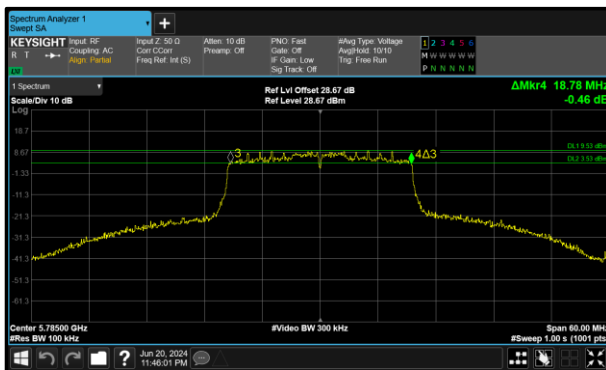 Spectrum Analyzer 1
Swept SA
KEYSIGHT Input: RF Input Z: 50 Ω Atten: 10 dB PNO: Fast #Avg Type: Voltage 1 2 3 4 5 6
R T Coupling: AC Corr CCorr Preamp: Off Gate: Off Avg|Hold: 10/10 M W W W W W
Align: Partial Freq Ref: Int (S) IF Gain: Low Trig: Free Run
Sig Track: Off P N N N N N
1 Spectrum Ref Lvl Offset 28.67 dB ΔMkr4 18.78 MHz
Scale/Div 10 dB Ref Level 28.67 dBm -0.46 dB
Log
18.7
8.67 3 4Δ3 DL1 9.53 dBm
DL2 3.53 dBm
-1.33
-11.3
-21.3
-31.3
-41.3
-51.3
-61.3
Center 5.78500 GHz #Video BW 300 kHz Span 60.00 MHz
#Res BW 100 kHz #Sweep 1.00 s (1001 pts)
? Jun 20, 2024
11:46:01 PM